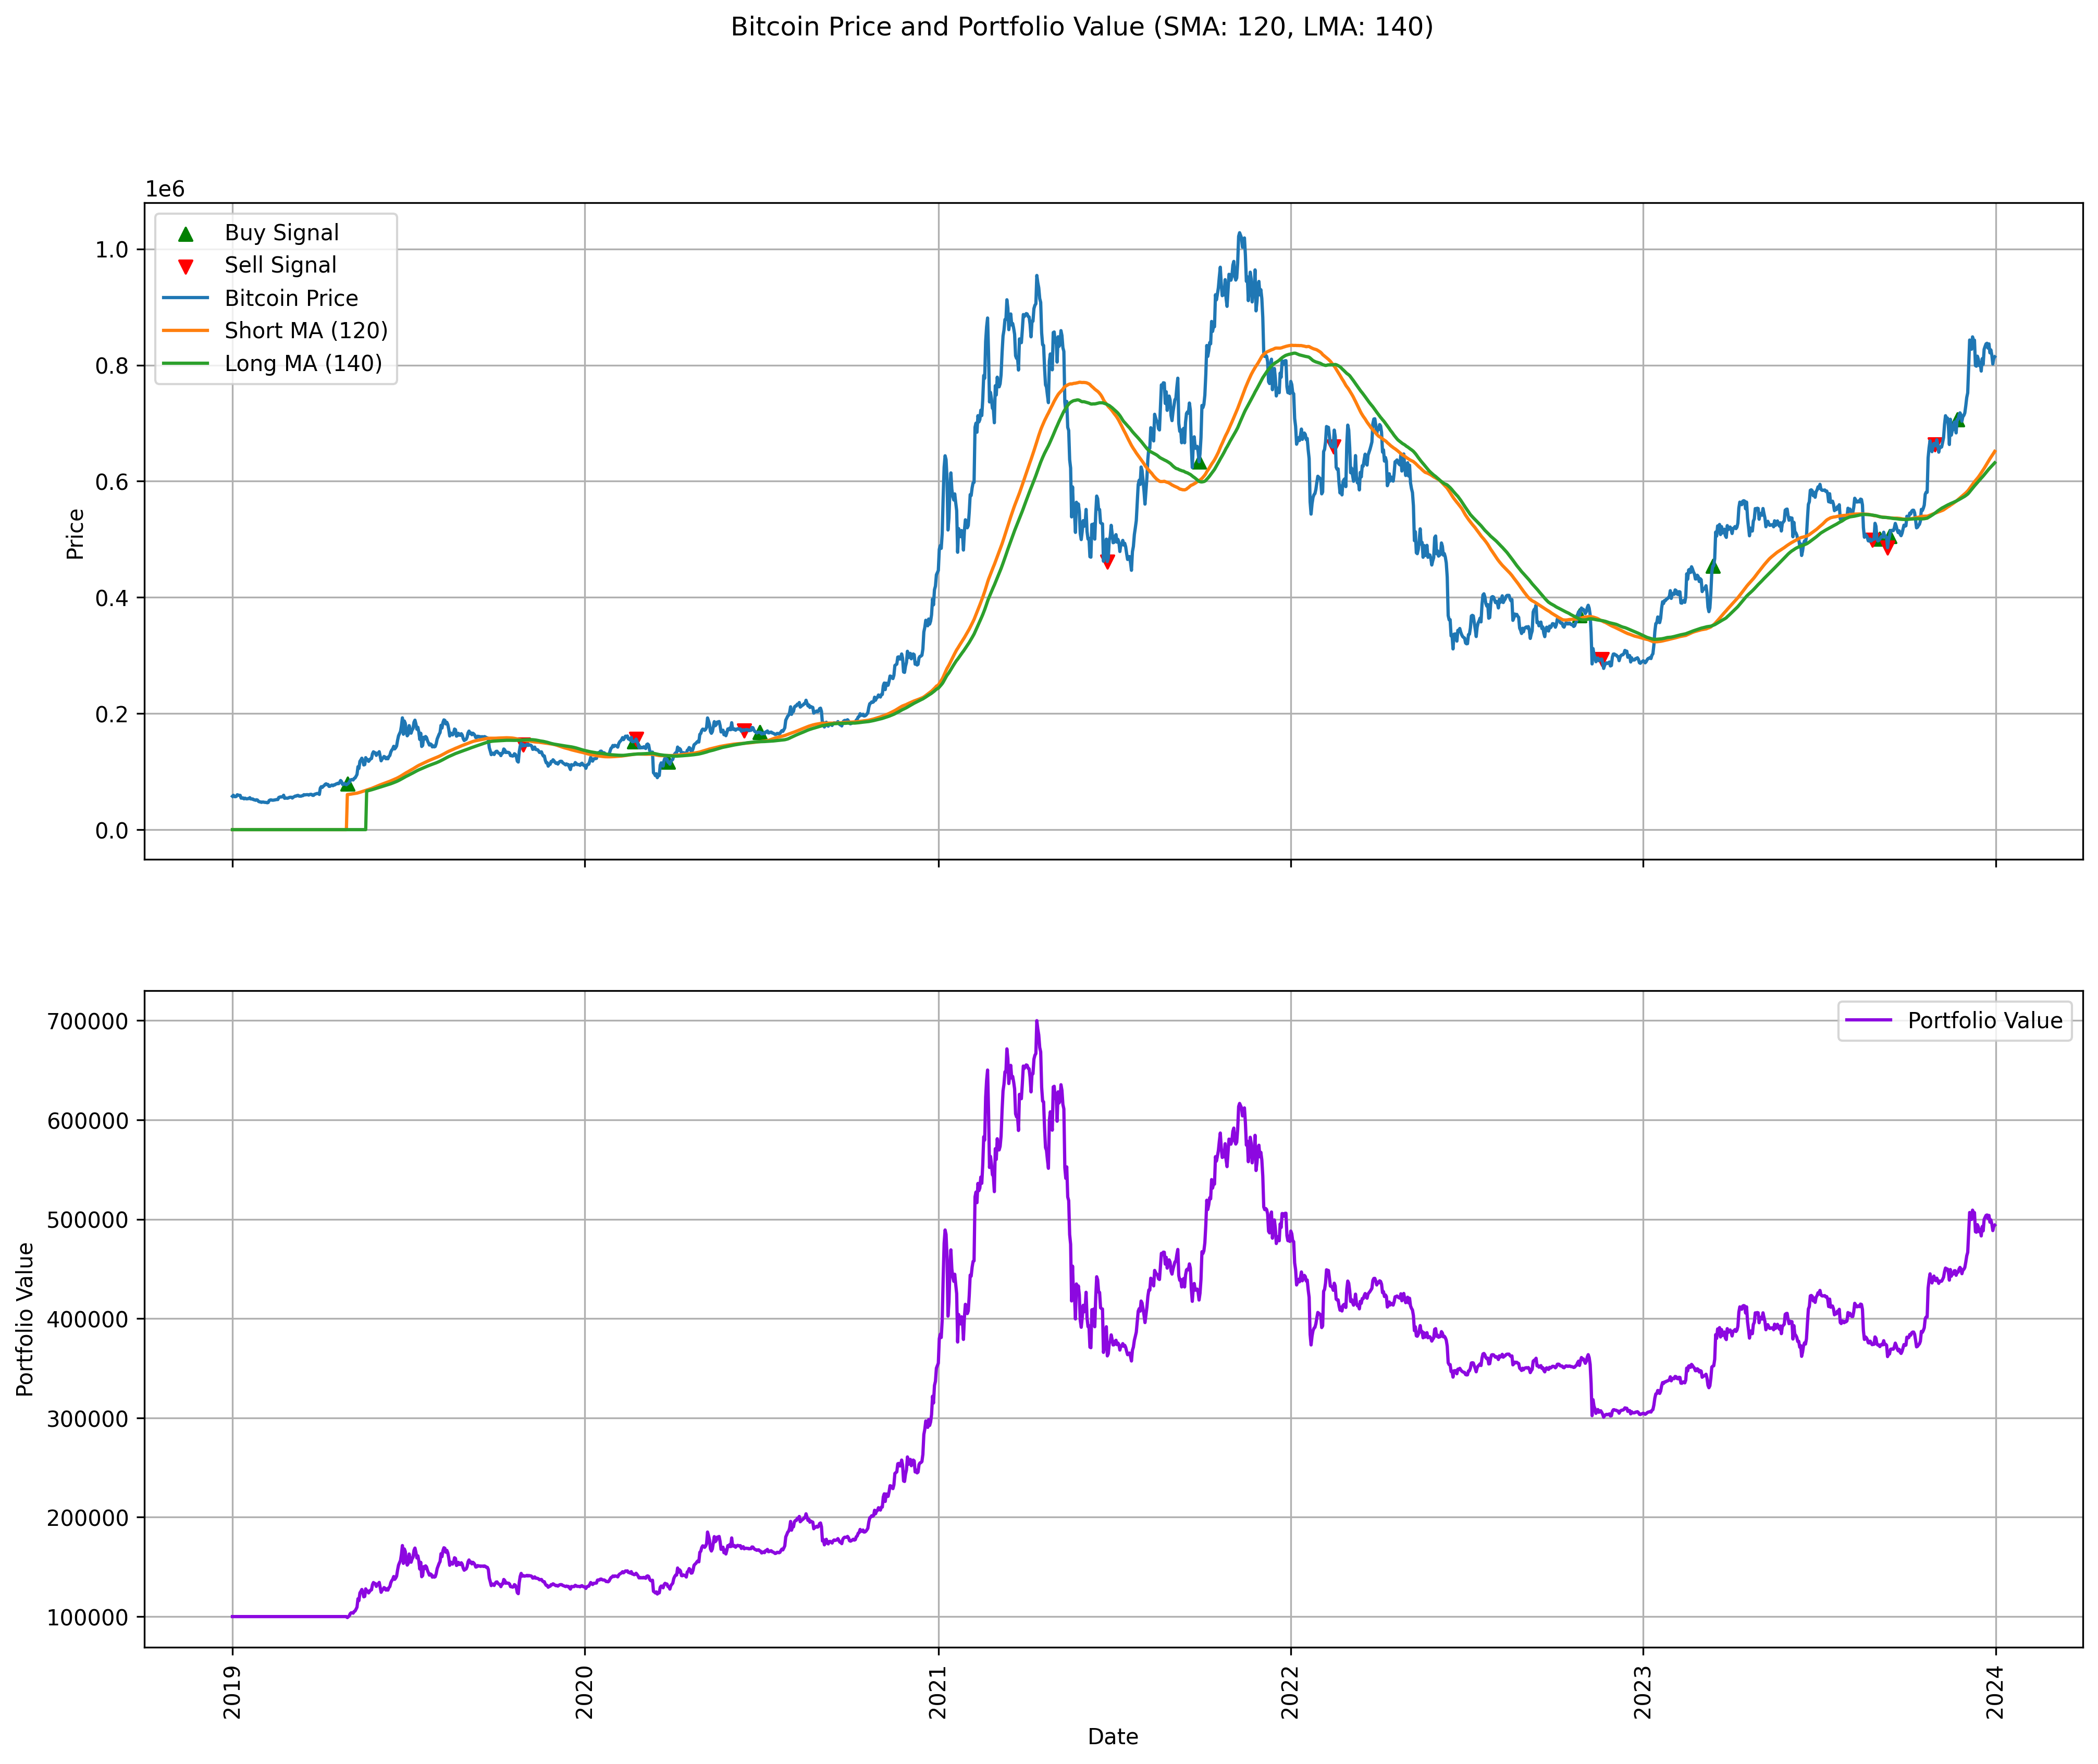 Bitcoin Price and Portfolio Value (SMA: 120, LMA: 140)
1e6
Buy Signal
Sell Signal
Bitcoin Price
Short MA (120)
Long MA (140)
1.0
0.8
0.6
0.4
0.2
0.0
Price
Portfolio Value
700000
600000
500000
400000
300000
200000
100000
Portfolio Value
2019
2020
2021
2022
2023
2024
Date